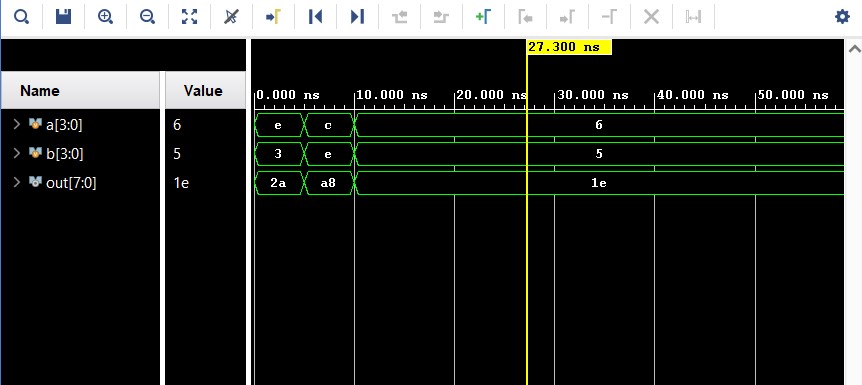 27.300 ns
Name Value
0.000 ns 10.000 ns 20.000 ns 30.000 ns 40.000 ns 50.000 ns
a[3:0] 6 e c 6
b[3:0] 5 3 e 5
out[7:0] 1e 2a a8 1e